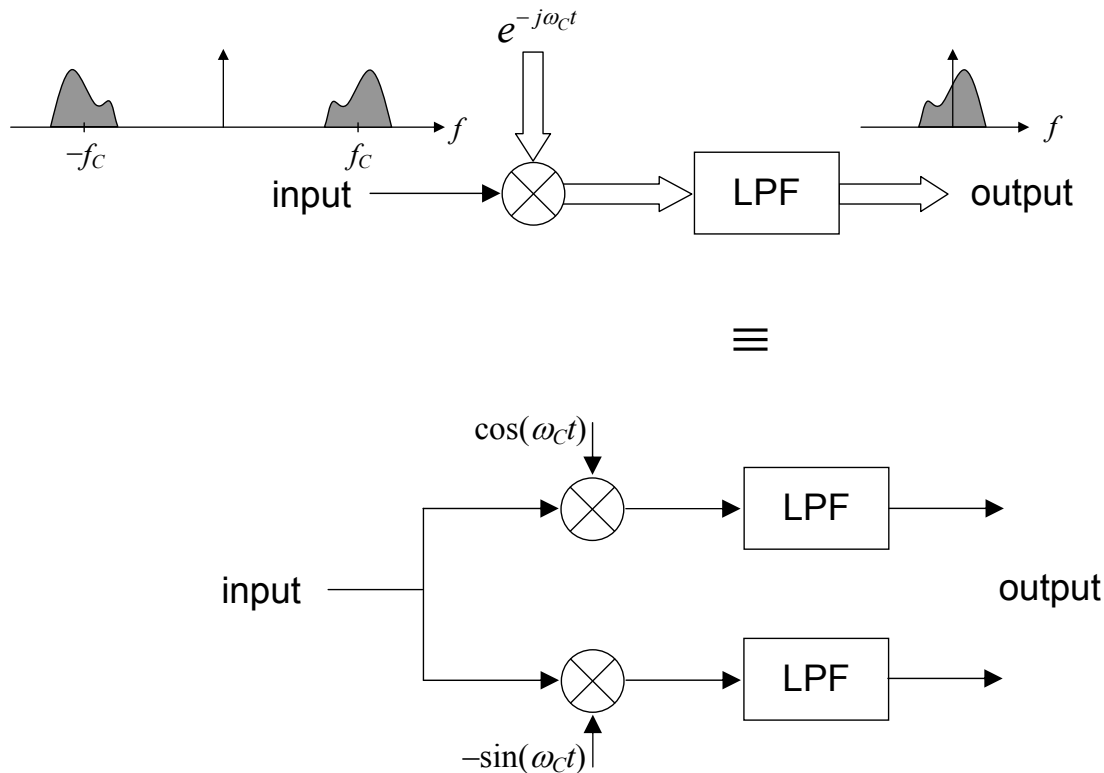 e^{-jω_C t}
–f_C f_C f
f
input LPF output
≡
cos(ω_C t)
LPF
input output
LPF
–sin(ω_C t)